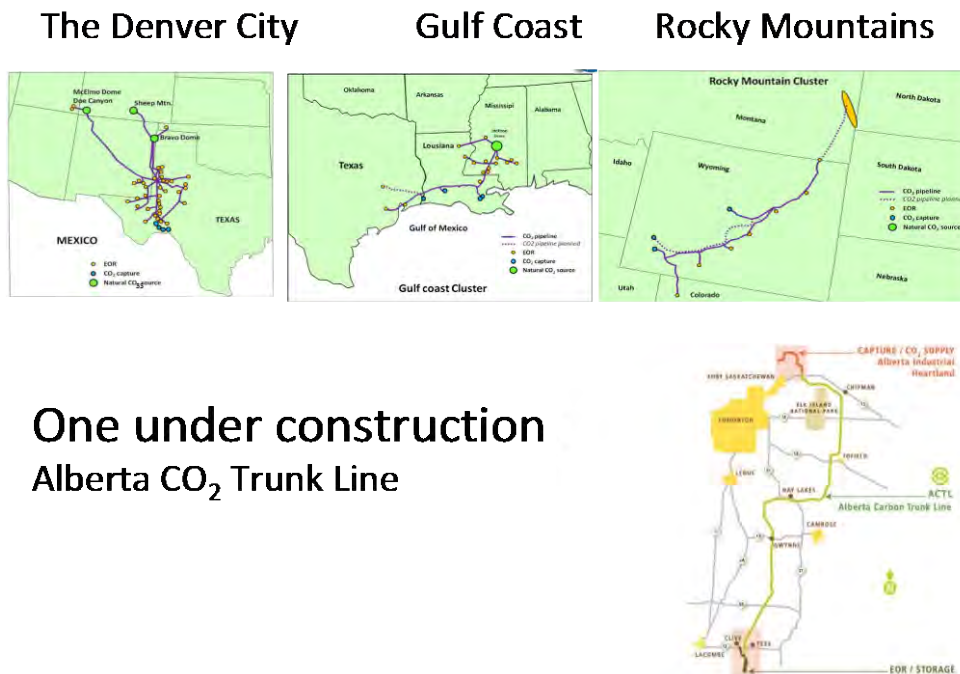 The Denver City
Gulf Coast
Rocky Mountains
McElmo Dome
Doe Canyon
Sheep Mtn.
Bravo Dome
TEXAS
MEXICO
EOR
CO₂ capture
Natural CO₂ source
33
Oklahoma
Arkansas
Mississippi
Alabama
Lousiana
Texas
Gulf of Mexico
CO₂ pipeline
CO2 pipeline planned
EOR
CO₂ capture
Natural CO₂ source
Gulf coast Cluster
Rocky Mountain Cluster
North Dakota
Montana
Idaho
Wyoming
South Dakota
CO₂ pipeline
CO2 pipeline planned
EOR
CO₂ capture
Natural CO₂ source
Nebraska
Utah
Colorado
One under construction
Alberta CO₂ Trunk Line
CAPTURE / CO₂ SUPPLY
Alberta Industrial
Heartland
FORT SASKATCHEWAN
CHIPMAN
ELK ISLAND
NATIONAL PARK
EDMONTON
TOFIELD
LEDUC
HAY LAKES
ACTL
Alberta Carbon Trunk Line
CAMROSE
GWYNNE
N
CLIVE
TEES
LACOMBE
EOR / STORAGE